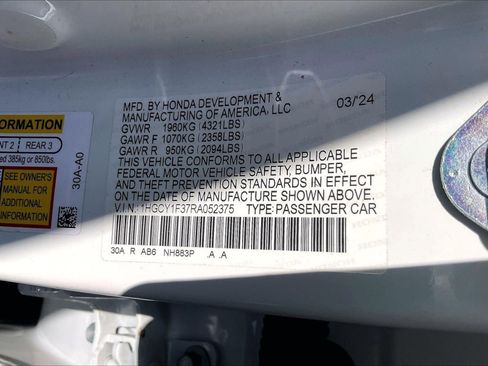 MFD. BY HONDA DEVELOPMENT &
MANUFACTURING OF AMERICA, LLC 03/'24
GVWR 1960KG (4321LBS)
GAWR F 1070KG (2358LBS)
GAWR R 950KG (2094LBS)
THIS VEHICLE CONFORMS TO ALL APPLICABLE
FEDERAL MOTOR VEHICLE SAFETY, BUMPER,
AND THEFT PREVENTION STANDARDS IN EFFECT
ON THE DATE OF MANUFACTURE SHOWN ABOVE.
V.I.N.:1HGCY1F37RA052375 TYPE:PASSENGER CAR
30A R AB6 NH883P .A .A
FORMATION
NT 2 REAR 3
ed 385kg or 850lbs.
SEE OWNER'S
MANUAL FOR
ADDITIONAL
INFORMATION
30A-A0